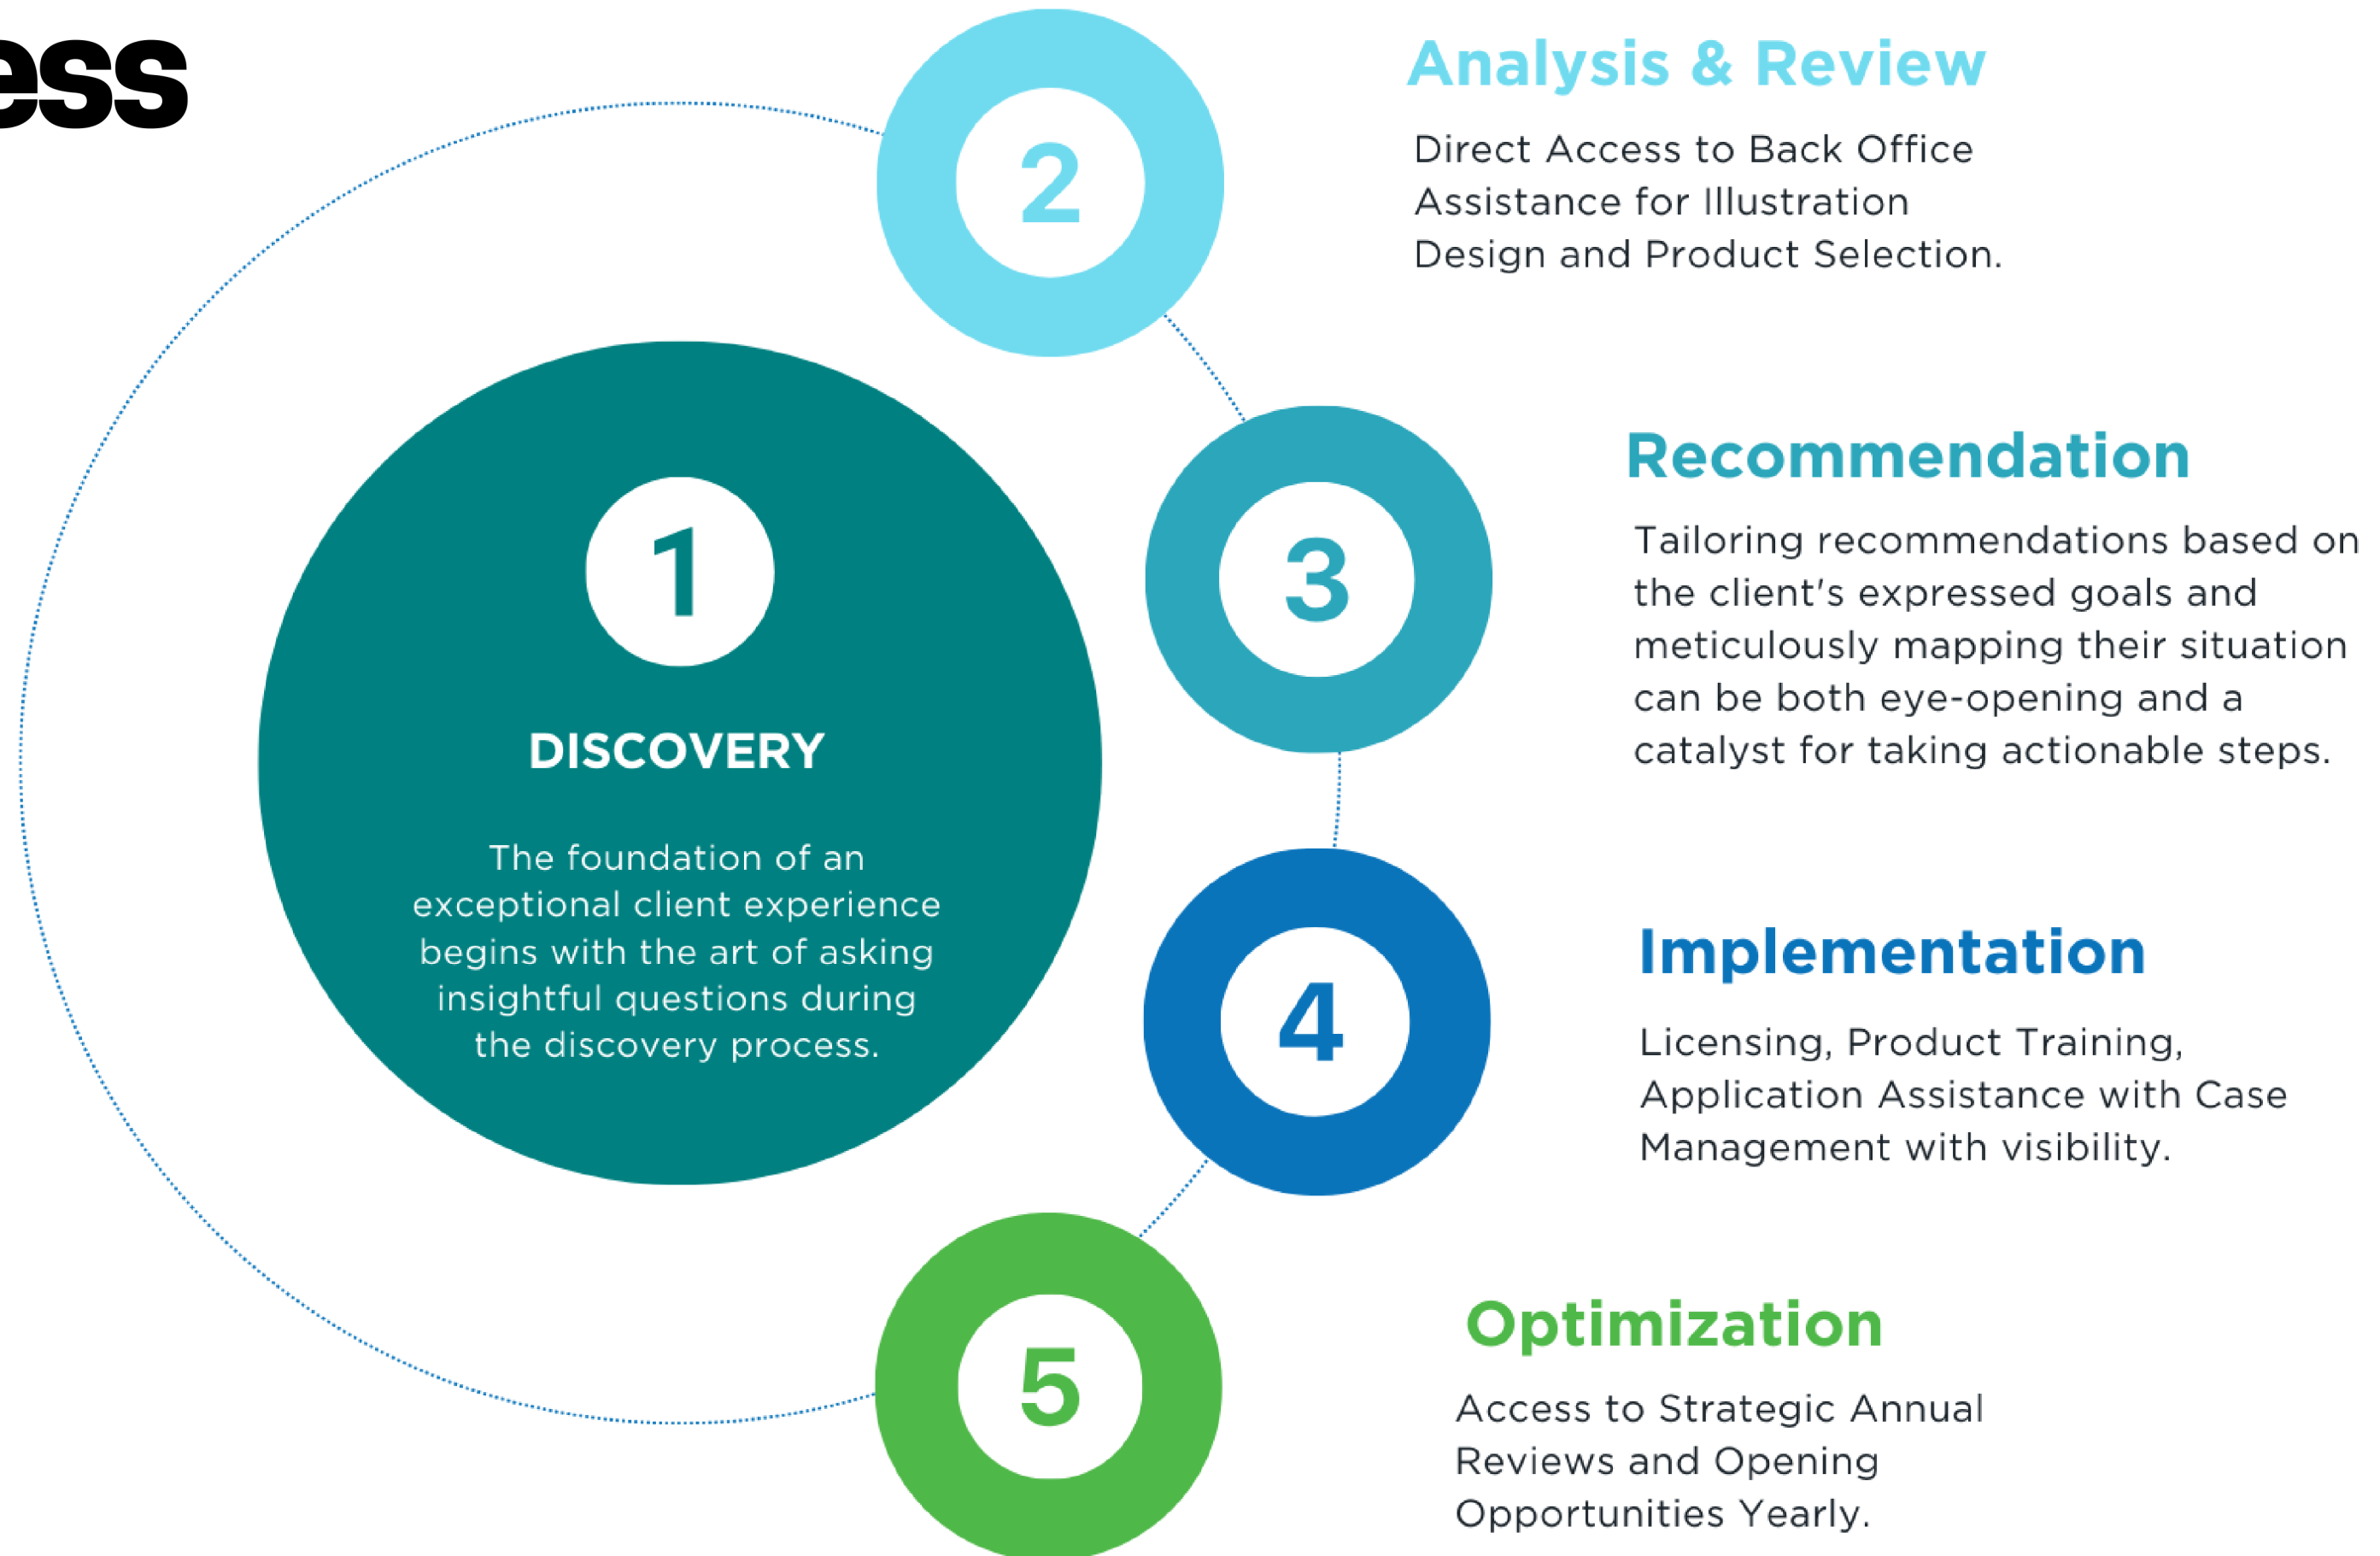 ess
1
DISCOVERY
The foundation of an
exceptional client experience
begins with the art of asking
insightful questions during
the discovery process.
2
Analysis & Review
Direct Access to Back Office
Assistance for Illustration
Design and Product Selection.
3
Recommendation
Tailoring recommendations based on
the client's expressed goals and
meticulously mapping their situation
can be both eye-opening and a
catalyst for taking actionable steps.
4
Implementation
Licensing, Product Training,
Application Assistance with Case
Management with visibility.
5
Optimization
Access to Strategic Annual
Reviews and Opening
Opportunities Yearly.